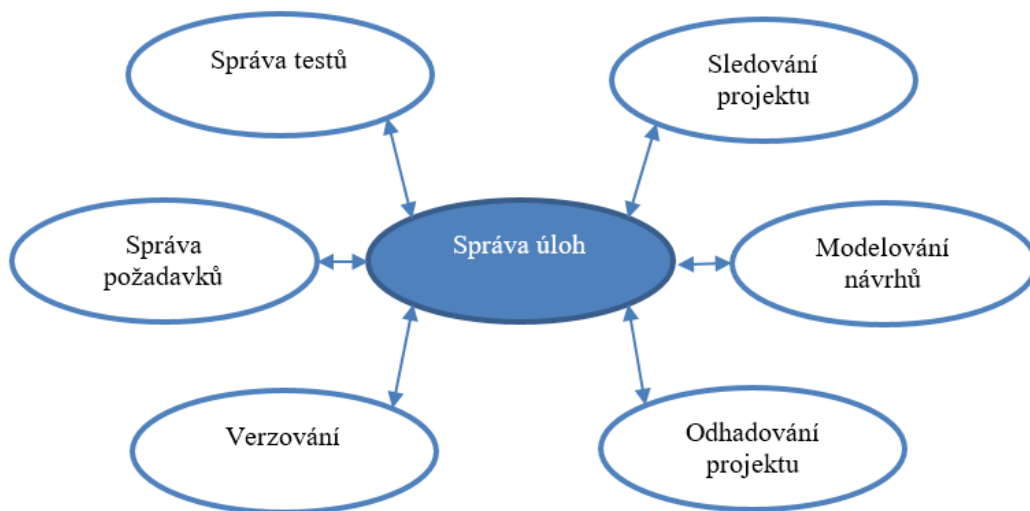 Správa testů
Sledování
projektu
Správa
požadavků
Správa úloh
Modelování
návrhů
Verzování
Odhadování
projektu